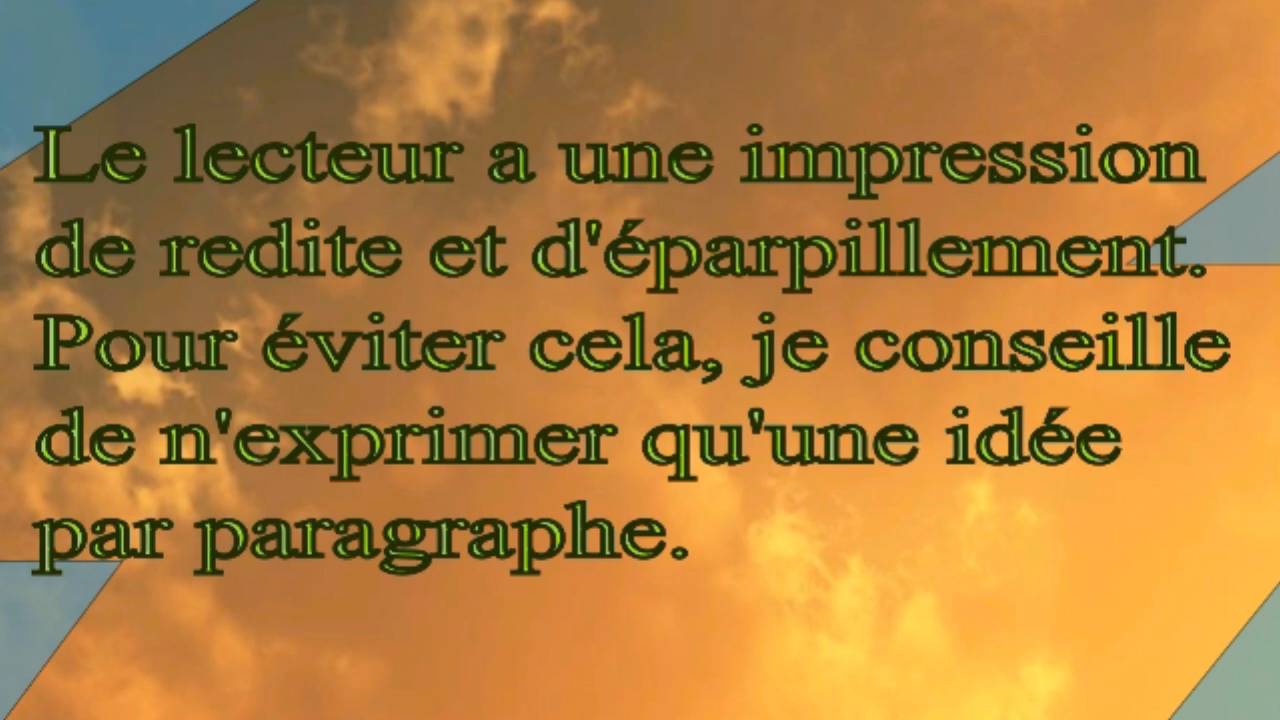 Le lecteur a une impression
de redite et d'éparpillement.
Pour éviter cela, je conseille
de n'exprimer qu'une idée
par paragraphe.